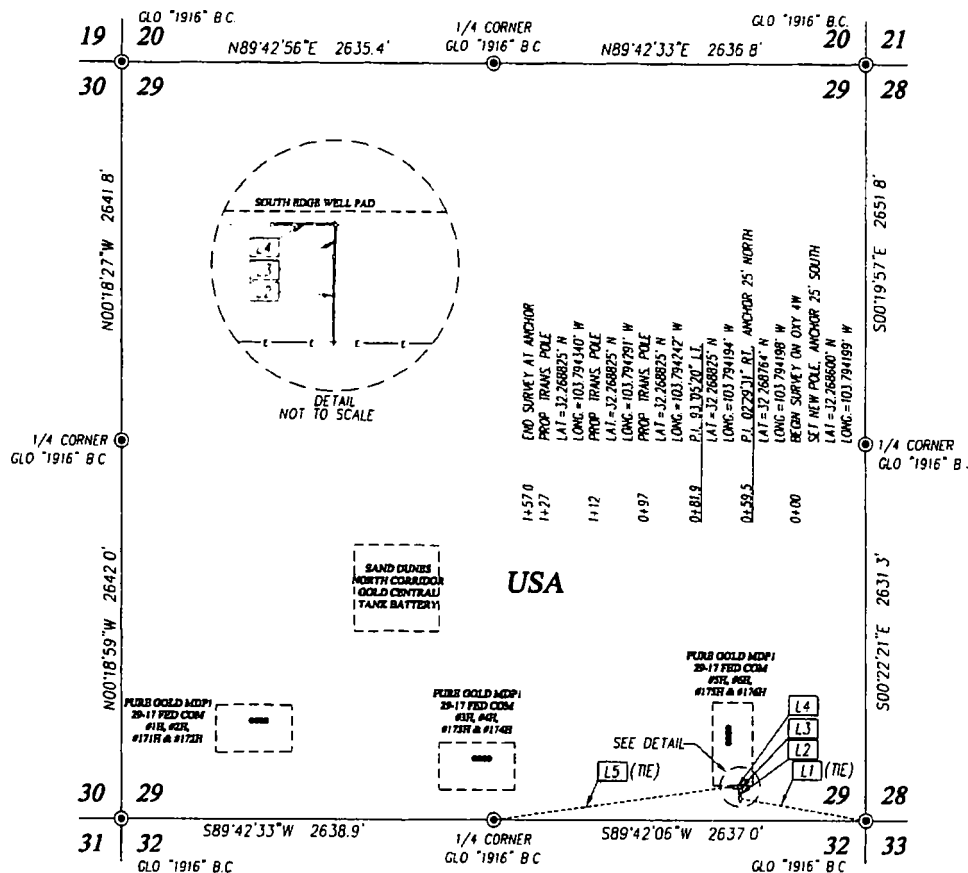 GLO "1916" B.C.
19 20
N89°42'56"E 2635.4'
1/4 CORNER
GLO "1916" B.C
N89°42'33"E 2636 8'
GLO "1916" B.C.
20 21
30 29
29 28
N00°18'27"W 2641 8'
S00°19'57"E 2651 8'
SOUTH EDGE WELL PAD
L4
L3
L2
E E E E
DETAIL
NOT TO SCALE
1/4 CORNER
GLO "1916" B C
1/4 CORNER
GLO "1916" B.
1+57 0 END SURVEY AT ANCHOR
1+27 PROP TRANS. POLE
LAT=32.268825° N
LONG.=103.794340° W
1+12 PROP TRANS. POLE
LAT=32.268825° N
LONG.=103.794291° W
0+97 PROP TRANS. POLE
LAT=32.268825° N
LONG.=103.794242° W
0+81.9 P.I. 93°05'20" LT.
LAT=32.268825° N
LONG.=103.794194° W
0+59.5 P.I. 02°29'31" RT. ANCHOR 25' NORTH
LAT=32.268764° N
LONG=103.794198° W
0+00 BEGIN SURVEY ON OXY 4W
SET NEW POLE, ANCHOR 25' SOUTH
LAT=32.268600° N
LONG.=103.794199° W
SAND DUNES
NORTH CORRIDOR
GOLD CENTRAL
TANK BATTERY
USA
N00°18'59"W 2642 0'
S00°22'21"E 2631 3'
PURE GOLD MDP1
29-17 FED COM
#1H, #2H,
#171H & #172H
PURE GOLD MDP1
29-17 FED COM
#3H, #4H,
#173H & #174H
PURE GOLD MDP1
29-17 FED COM
#5H, #6H,
#175H & #176H
L4
L3
L2
SEE DETAIL
L5 (TIE)
L1 (TIE)
30 29
29 28
31 32
S89°42'33"W 2638.9'
1/4 CORNER
GLO "1916" B C
S89°42'06"W 2637 0'
32 33
GLO "1916" B.C
GLO "1916" B C